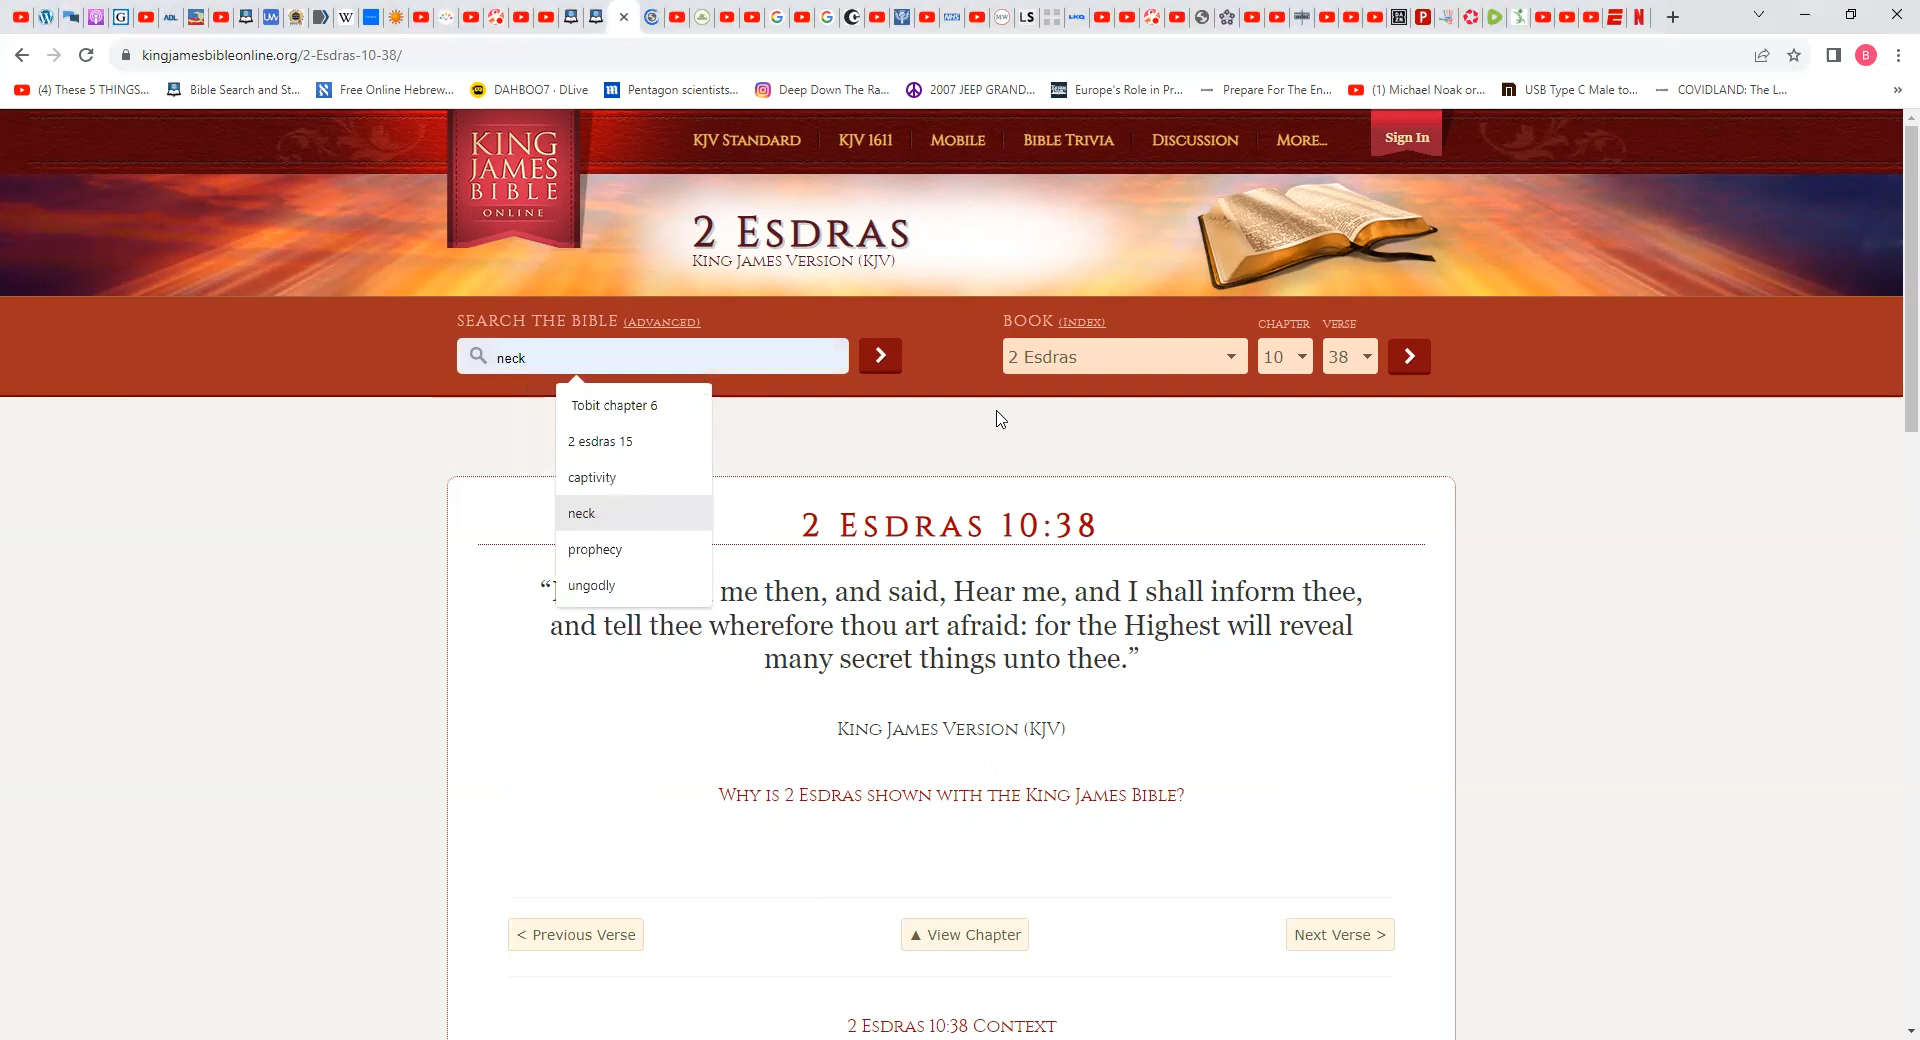 kingjamesbibleonline.org/2-Esdras-10-38/
B
(4) These 5 THINGS... Bible Search and St... Free Online Hebrew... DAHBOO7 · DLive Pentagon scientists... Deep Down The Ra... 2007 JEEP GRAND... Europe's Role in Pr... Prepare For The En... (1) Michael Noak or... USB Type C Male to... COVIDLAND: The L... »
KING
JAMES
BIBLE
ONLINE
KJV STANDARD KJV 1611 MOBILE BIBLE TRIVIA DISCUSSION MORE... Sign In
2 ESDRAS
KING JAMES VERSION (KJV)
SEARCH THE BIBLE (ADVANCED) BOOK (INDEX) CHAPTER VERSE
neck 2 Esdras 10 38
Tobit chapter 6
2 esdras 15
captivity
neck
prophecy
ungodly
2 ESDRAS 10:38
me then, and said, Hear me, and I shall inform thee,
and tell thee wherefore thou art afraid: for the Highest will reveal
many secret things unto thee.”
KING JAMES VERSION (KJV)
WHY IS 2 ESDRAS SHOWN WITH THE KING JAMES BIBLE?
< Previous Verse ▲ View Chapter Next Verse >
2 ESDRAS 10:38 CONTEXT